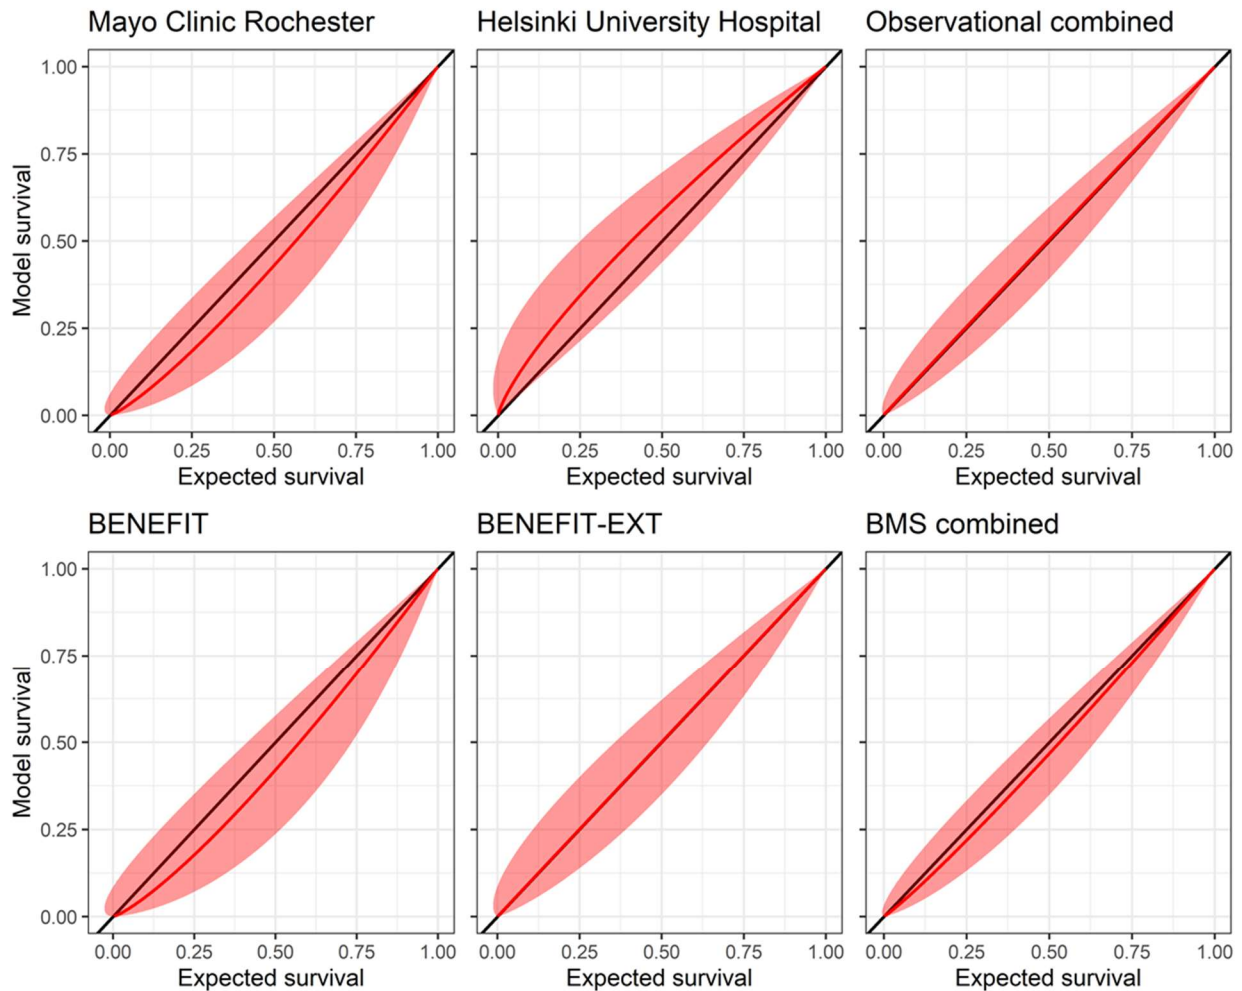 Mayo Clinic Rochester
Helsinki University Hospital
Observational combined
Model survival
1.00
0.75
0.50
0.25
0.00
0.00 0.25 0.50 0.75 1.00
0.00 0.25 0.50 0.75 1.00
0.00 0.25 0.50 0.75 1.00
Expected survival
Expected survival
Expected survival
BENEFIT
BENEFIT-EXT
BMS combined
Model survival
1.00
0.75
0.50
0.25
0.00
0.00 0.25 0.50 0.75 1.00
0.00 0.25 0.50 0.75 1.00
0.00 0.25 0.50 0.75 1.00
Expected survival
Expected survival
Expected survival